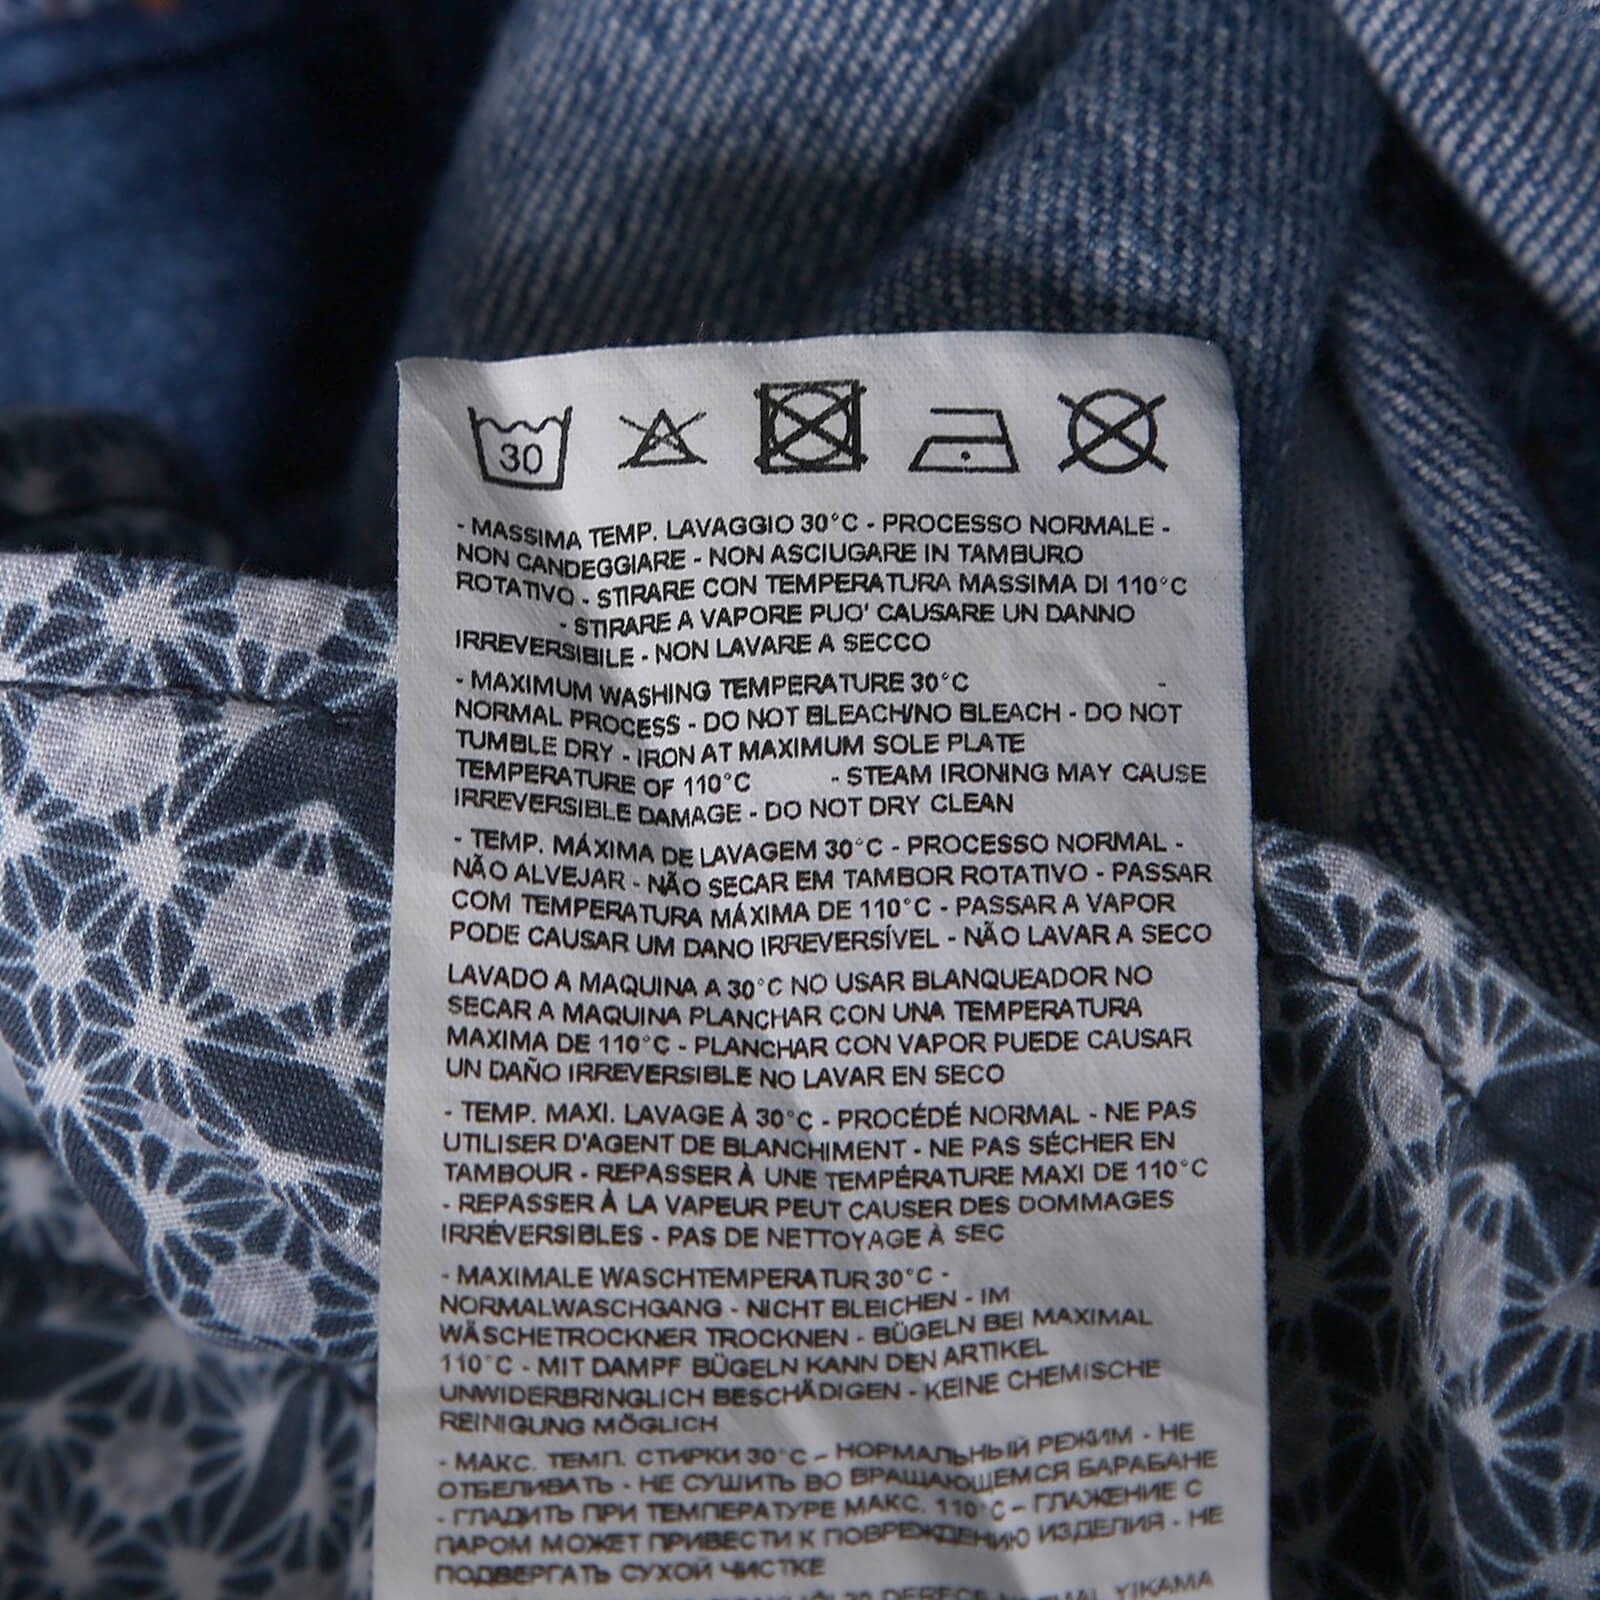 30
- MASSIMA TEMP. LAVAGGIO 30°C - PROCESSO NORMALE -
NON CANDEGGIARE - NON ASCIUGARE IN TAMBURO
ROTATIVO - STIRARE CON TEMPERATURA MASSIMA DI 110°C
- STIRARE A VAPORE PUO' CAUSARE UN DANNO
IRREVERSIBILE - NON LAVARE A SECCO
- MAXIMUM WASHING TEMPERATURE 30°C -
NORMAL PROCESS - DO NOT BLEACH/NO BLEACH - DO NOT
TUMBLE DRY - IRON AT MAXIMUM SOLE PLATE
TEMPERATURE OF 110°C - STEAM IRONING MAY CAUSE
IRREVERSIBLE DAMAGE - DO NOT DRY CLEAN
- TEMP. MÁXIMA DE LAVAGEM 30°C - PROCESSO NORMAL -
NÃO ALVEJAR - NÃO SECAR EM TAMBOR ROTATIVO - PASSAR
COM TEMPERATURA MÁXIMA DE 110°C - PASSAR A VAPOR
PODE CAUSAR UM DANO IRREVERSÍVEL - NÃO LAVAR A SECO
LAVADO A MAQUINA A 30°C NO USAR BLANQUEADOR NO
SECAR A MAQUINA PLANCHAR CON UNA TEMPERATURA
MAXIMA DE 110°C - PLANCHAR CON VAPOR PUEDE CAUSAR
UN DAÑO IRREVERSIBLE NO LAVAR EN SECO
- TEMP. MAXI. LAVAGE À 30°C - PROCÉDÉ NORMAL - NE PAS
UTILISER D'AGENT DE BLANCHIMENT - NE PAS SÉCHER EN
TAMBOUR - REPASSER À UNE TEMPÉRATURE MAXI DE 110°C
- REPASSER À LA VAPEUR PEUT CAUSER DES DOMMAGES
IRRÉVERSIBLES - PAS DE NETTOYAGE À SEC
- MAXIMALE WASCHTEMPERATUR 30°C -
NORMALWASCHGANG - NICHT BLEICHEN - IM
WÄSCHETROCKNER TROCKNEN - BÜGELN BEI MAXIMAL
110°C - MIT DAMPF BÜGELN KANN DEN ARTIKEL
UNWIDERBRINGLICH BESCHÄDIGEN - KEINE CHEMISCHE
REINIGUNG MÖGLICH
- МАКС. ТЕМП. СТИРКИ 30°C – НОРМАЛЬНЫЙ РЕЖИМ - НЕ
ОТБЕЛИВАТЬ - НЕ СУШИТЬ ВО ВРАЩАЮЩЕМСЯ БАРАБАНЕ
- ГЛАДИТЬ ПРИ ТЕМПЕРАТУРЕ МАКС. 110°C – ГЛАЖЕНИЕ С
ПАРОМ МОЖЕТ ПРИВЕСТИ К ПОВРЕЖДЕНИЮ ИЗДЕЛИЯ - НЕ
ПОДВЕРГАТЬ СУХОЙ ЧИСТКЕ
30 DERECE NORMAL YIKAMA